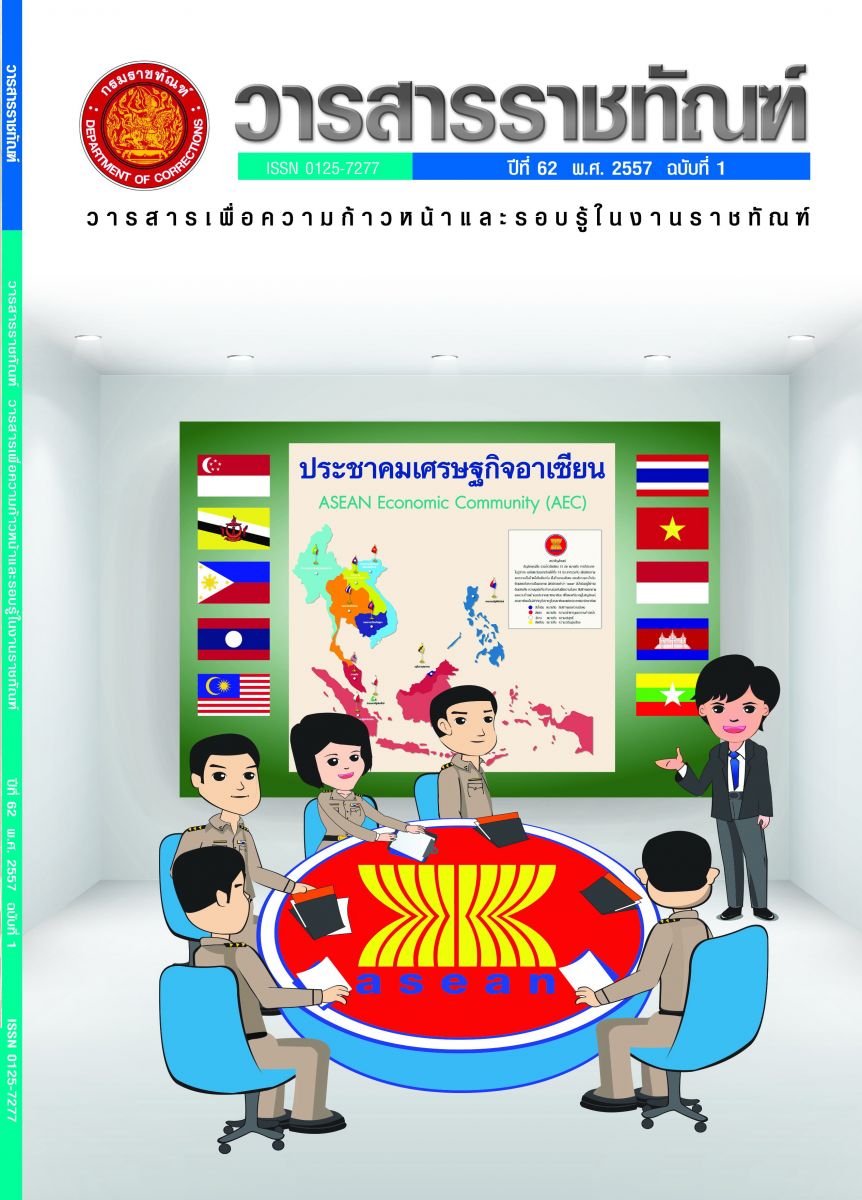 กรมราชทัณฑ์
DEPARTMENT OF CORRECTIONS
วารสารราชทัณฑ์
ISSN 0125-7277
ปีที่ 62 พ.ศ. 2557 ฉบับที่ 1
วารสารเพื่อความก้าวหน้าและรอบรู้ในงานราชทัณฑ์
ประชาคมเศรษฐกิจอาเซียน
ASEAN Economic Community (AEC)
asean
วารสารราชทัณฑ์
วารสารราชทัณฑ์ วารสารเพื่อความก้าวหน้าและรอบรู้ในงานราชทัณฑ์ ปีที่ 62 พ.ศ. 2557 ฉบับที่ 1 ISSN 0125-7277